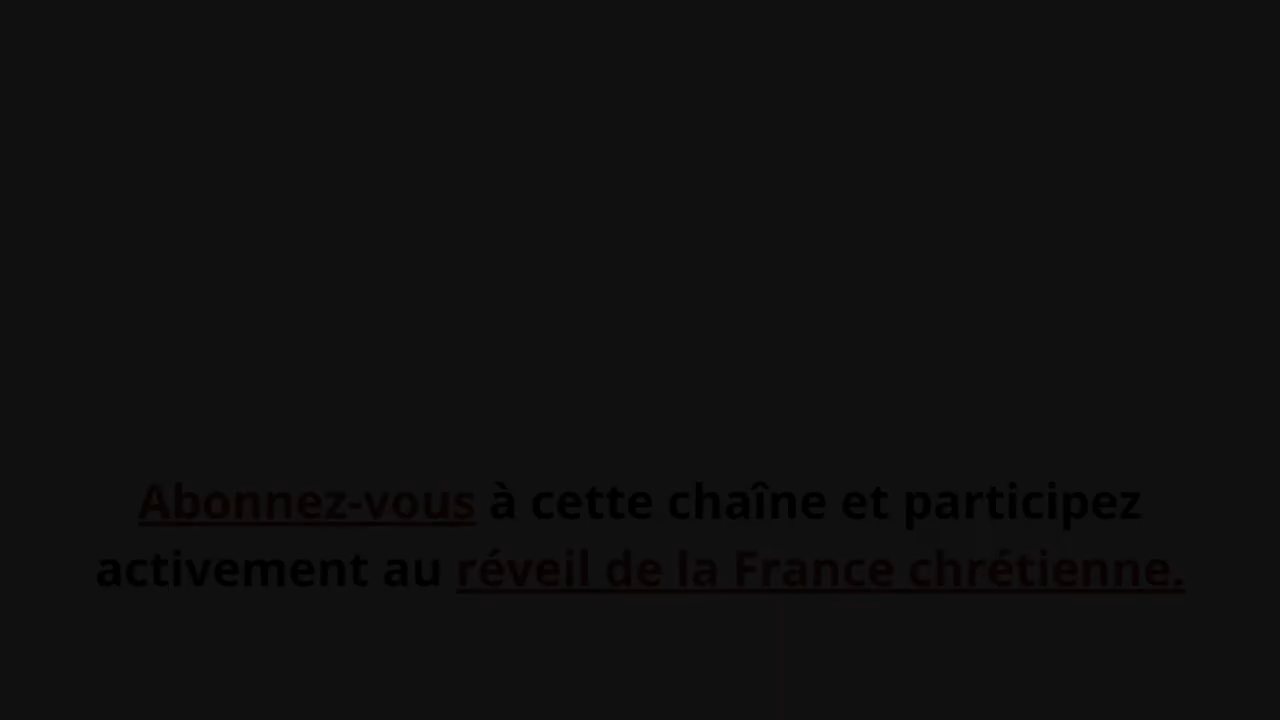 Abonnez-vous à cette chaîne et participez
activement au réveil de la France chrétienne.